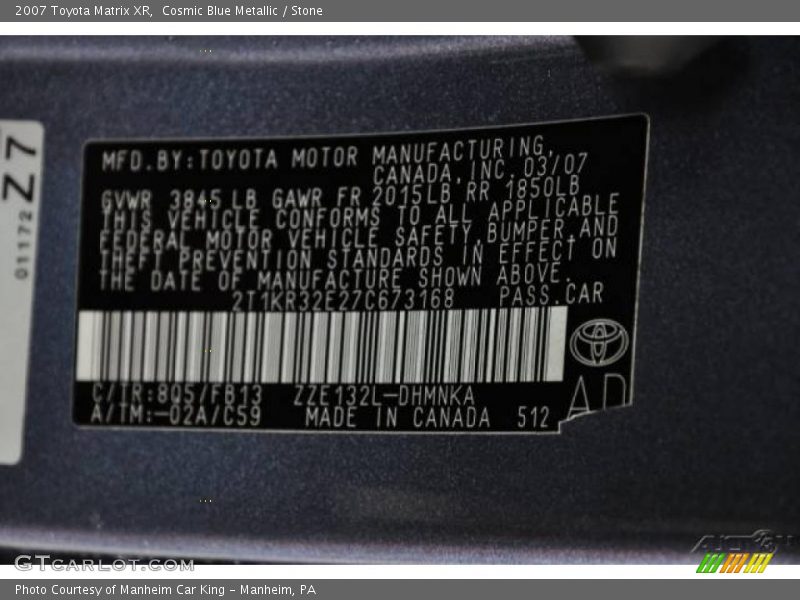 2007 Toyota Matrix XR,  Cosmic Blue Metallic / Stone
MFD.BY:TOYOTA MOTOR MANUFACTURING,
CANADA,INC.03/07
GVWR 3845 LB GAWR FR 2015LB RR 1850LB
THIS VEHICLE CONFORMS TO ALL APPLICABLE
FEDERAL MOTOR VEHICLE SAFETY,BUMPER,AND
THEFT PREVENTION STANDARDS IN EFFECT ON
THE DATE OF MANUFACTURE SHOWN ABOVE.
2T1KR32E27C673168 PASS.CAR
C/TR:8Q5/FB13 ZZE132L-DHMNKA
A/TM:-02A/C59 MADE IN CANADA 512
AD
01172
Z7
GTcarlot.com
Photo Courtesy of Manheim Car King - Manheim, PA